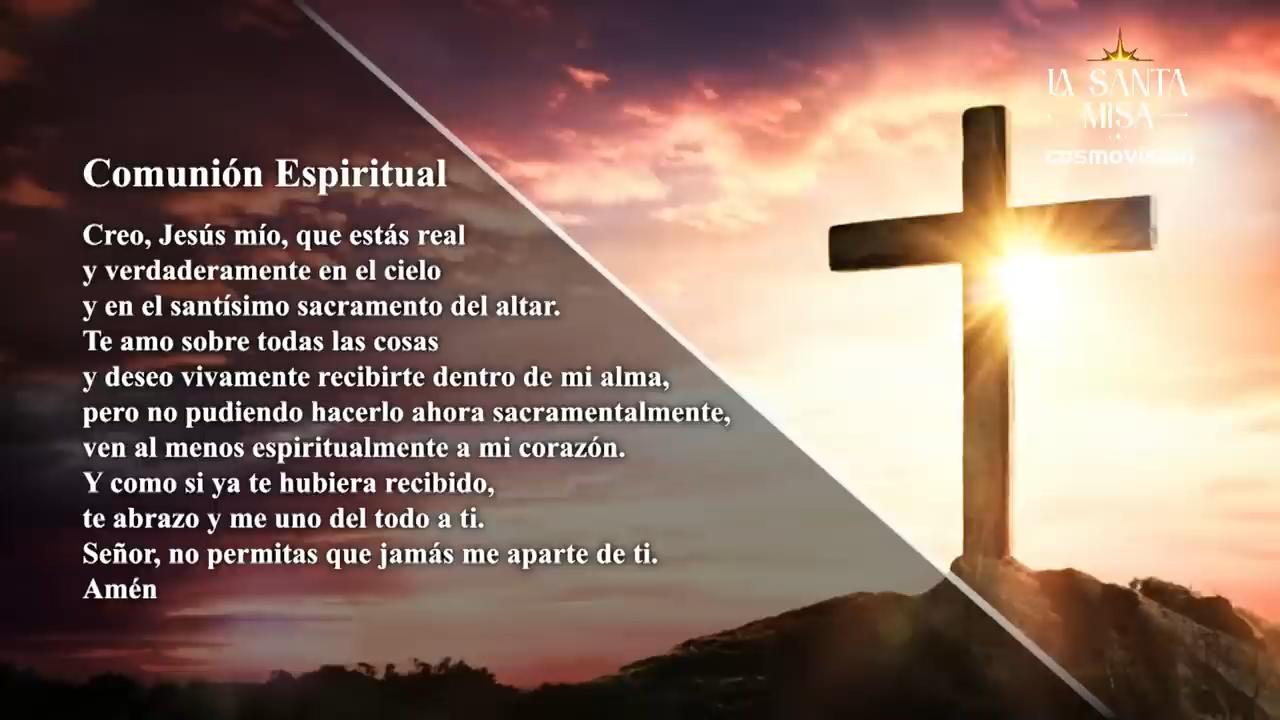 LA SANTA
MISA
cosmovisión
Comunión Espiritual
Creo, Jesús mío, que estás real
y verdaderamente en el cielo
y en el santísimo sacramento del altar.
Te amo sobre todas las cosas
y deseo vivamente recibirte dentro de mi alma,
pero no pudiendo hacerlo ahora sacramentalmente,
ven al menos espiritualmente a mi corazón.
Y como si ya te hubiera recibido,
te abrazo y me uno del todo a ti.
Señor, no permitas que jamás me aparte de ti.
Amén